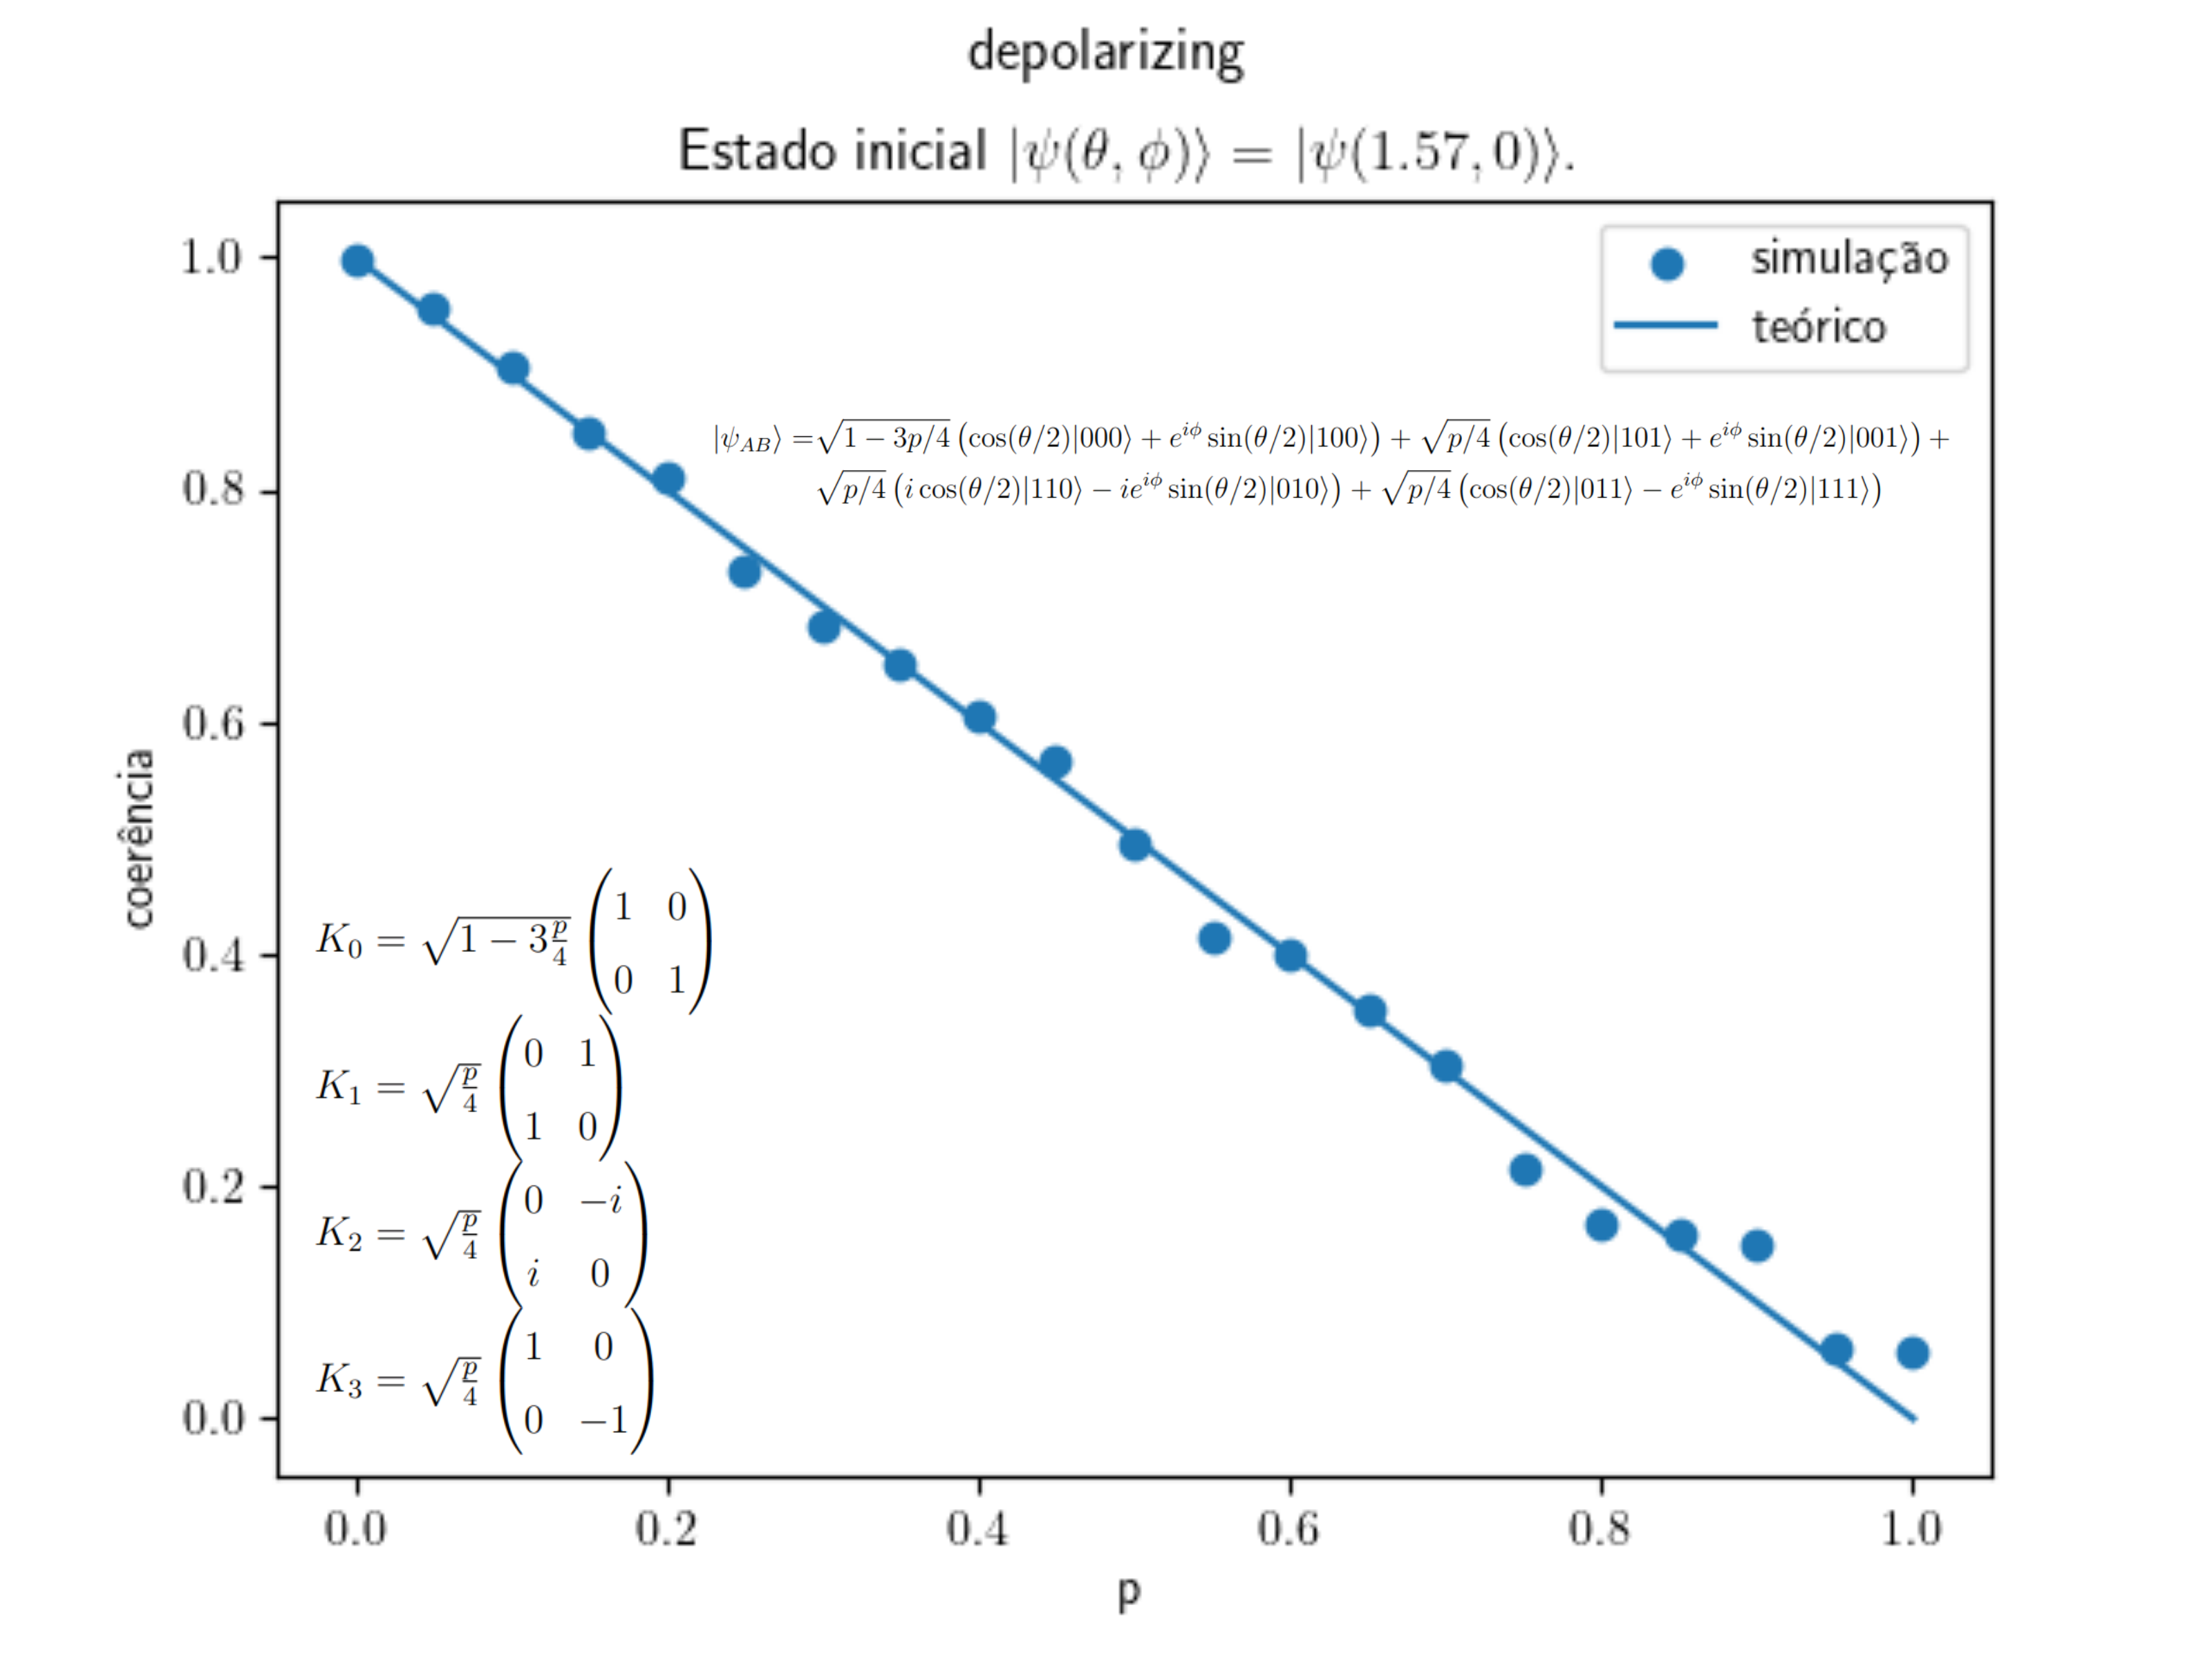 depolarizing
Estado inicial |ψ(θ, ϕ)⟩ = |ψ(1.57, 0)⟩.
simulação
teórico
|ψ_AB⟩ =√(1 − 3p/4) (cos(θ/2)|000⟩ + e^{iϕ} sin(θ/2)|100⟩) + √(p/4) (cos(θ/2)|101⟩ + e^{iϕ} sin(θ/2)|001⟩) +
√(p/4) (i cos(θ/2)|110⟩ − ie^{iϕ} sin(θ/2)|010⟩) + √(p/4) (cos(θ/2)|011⟩ − e^{iϕ} sin(θ/2)|111⟩)
1.0
0.8
0.6
0.4
0.2
0.0
coerência
K_0 = √(1 − 3 p/4) (1 0
0 1)
K_1 = √(p/4) (0 1
1 0)
K_2 = √(p/4) (0 −i
i 0)
K_3 = √(p/4) (1 0
0 −1)
0.0 0.2 0.4 0.6 0.8 1.0
p